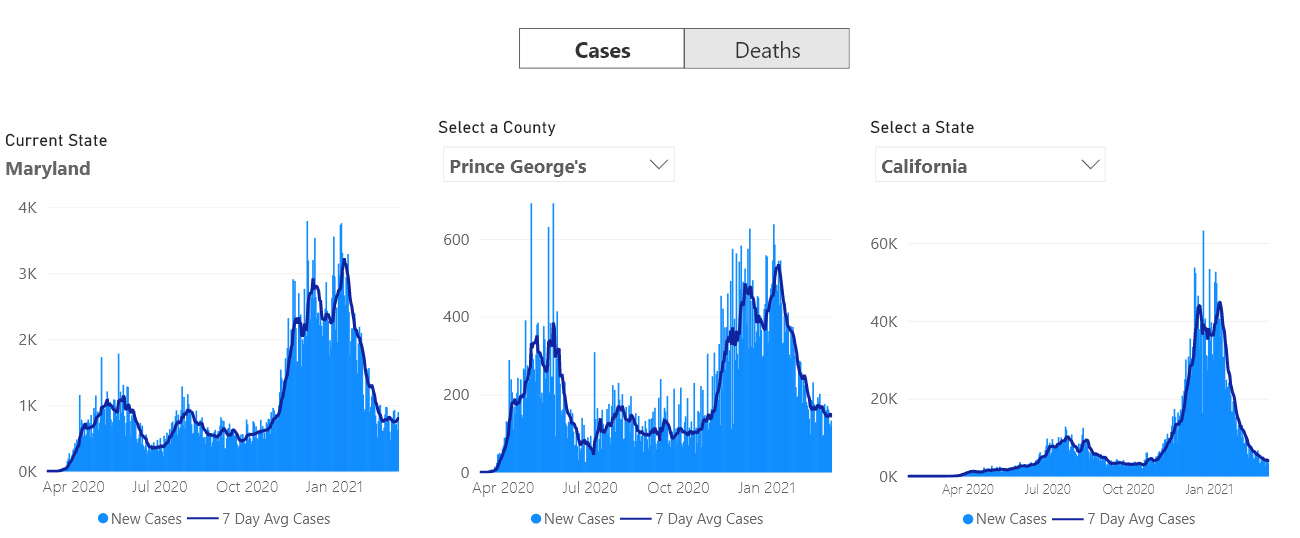 Cases Deaths
Current State
Maryland
4K
3K
2K
1K
0K
Apr 2020 Jul 2020 Oct 2020 Jan 2021
New Cases 7 Day Avg Cases
Select a County
Prince George's
600
400
200
0
Apr 2020 Jul 2020 Oct 2020 Jan 2021
New Cases 7 Day Avg Cases
Select a State
California
60K
40K
20K
0K
Apr 2020 Jul 2020 Oct 2020 Jan 2021
New Cases 7 Day Avg Cases